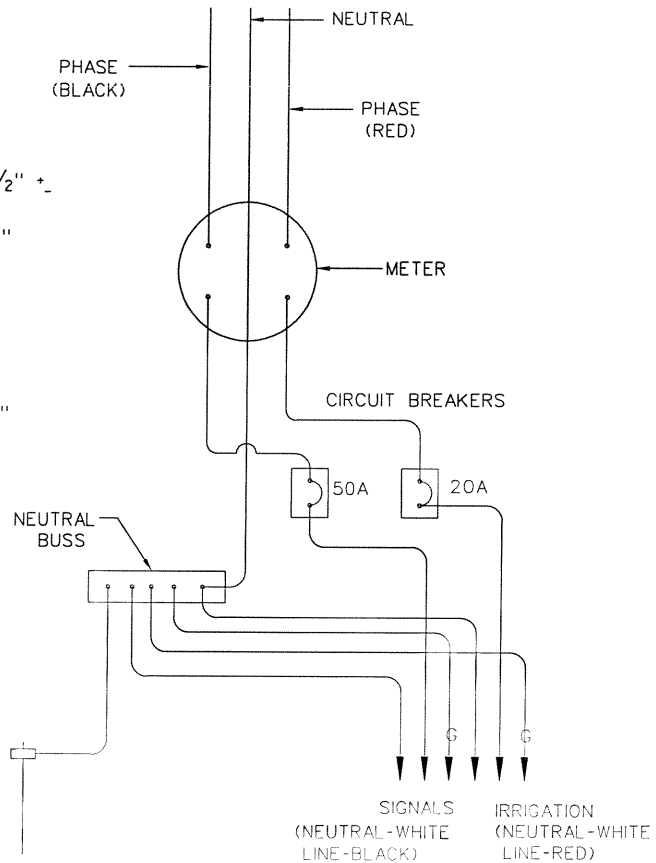 NEUTRAL
PHASE
(BLACK)
PHASE
(RED)
/2" +_
"
METER
"
CIRCUIT BREAKERS
50A
20A
NEUTRAL
BUSS
G
G
SIGNALS
(NEUTRAL-WHITE
LINE-BLACK)
IRRIGATION
(NEUTRAL-WHITE
LINE-RED)